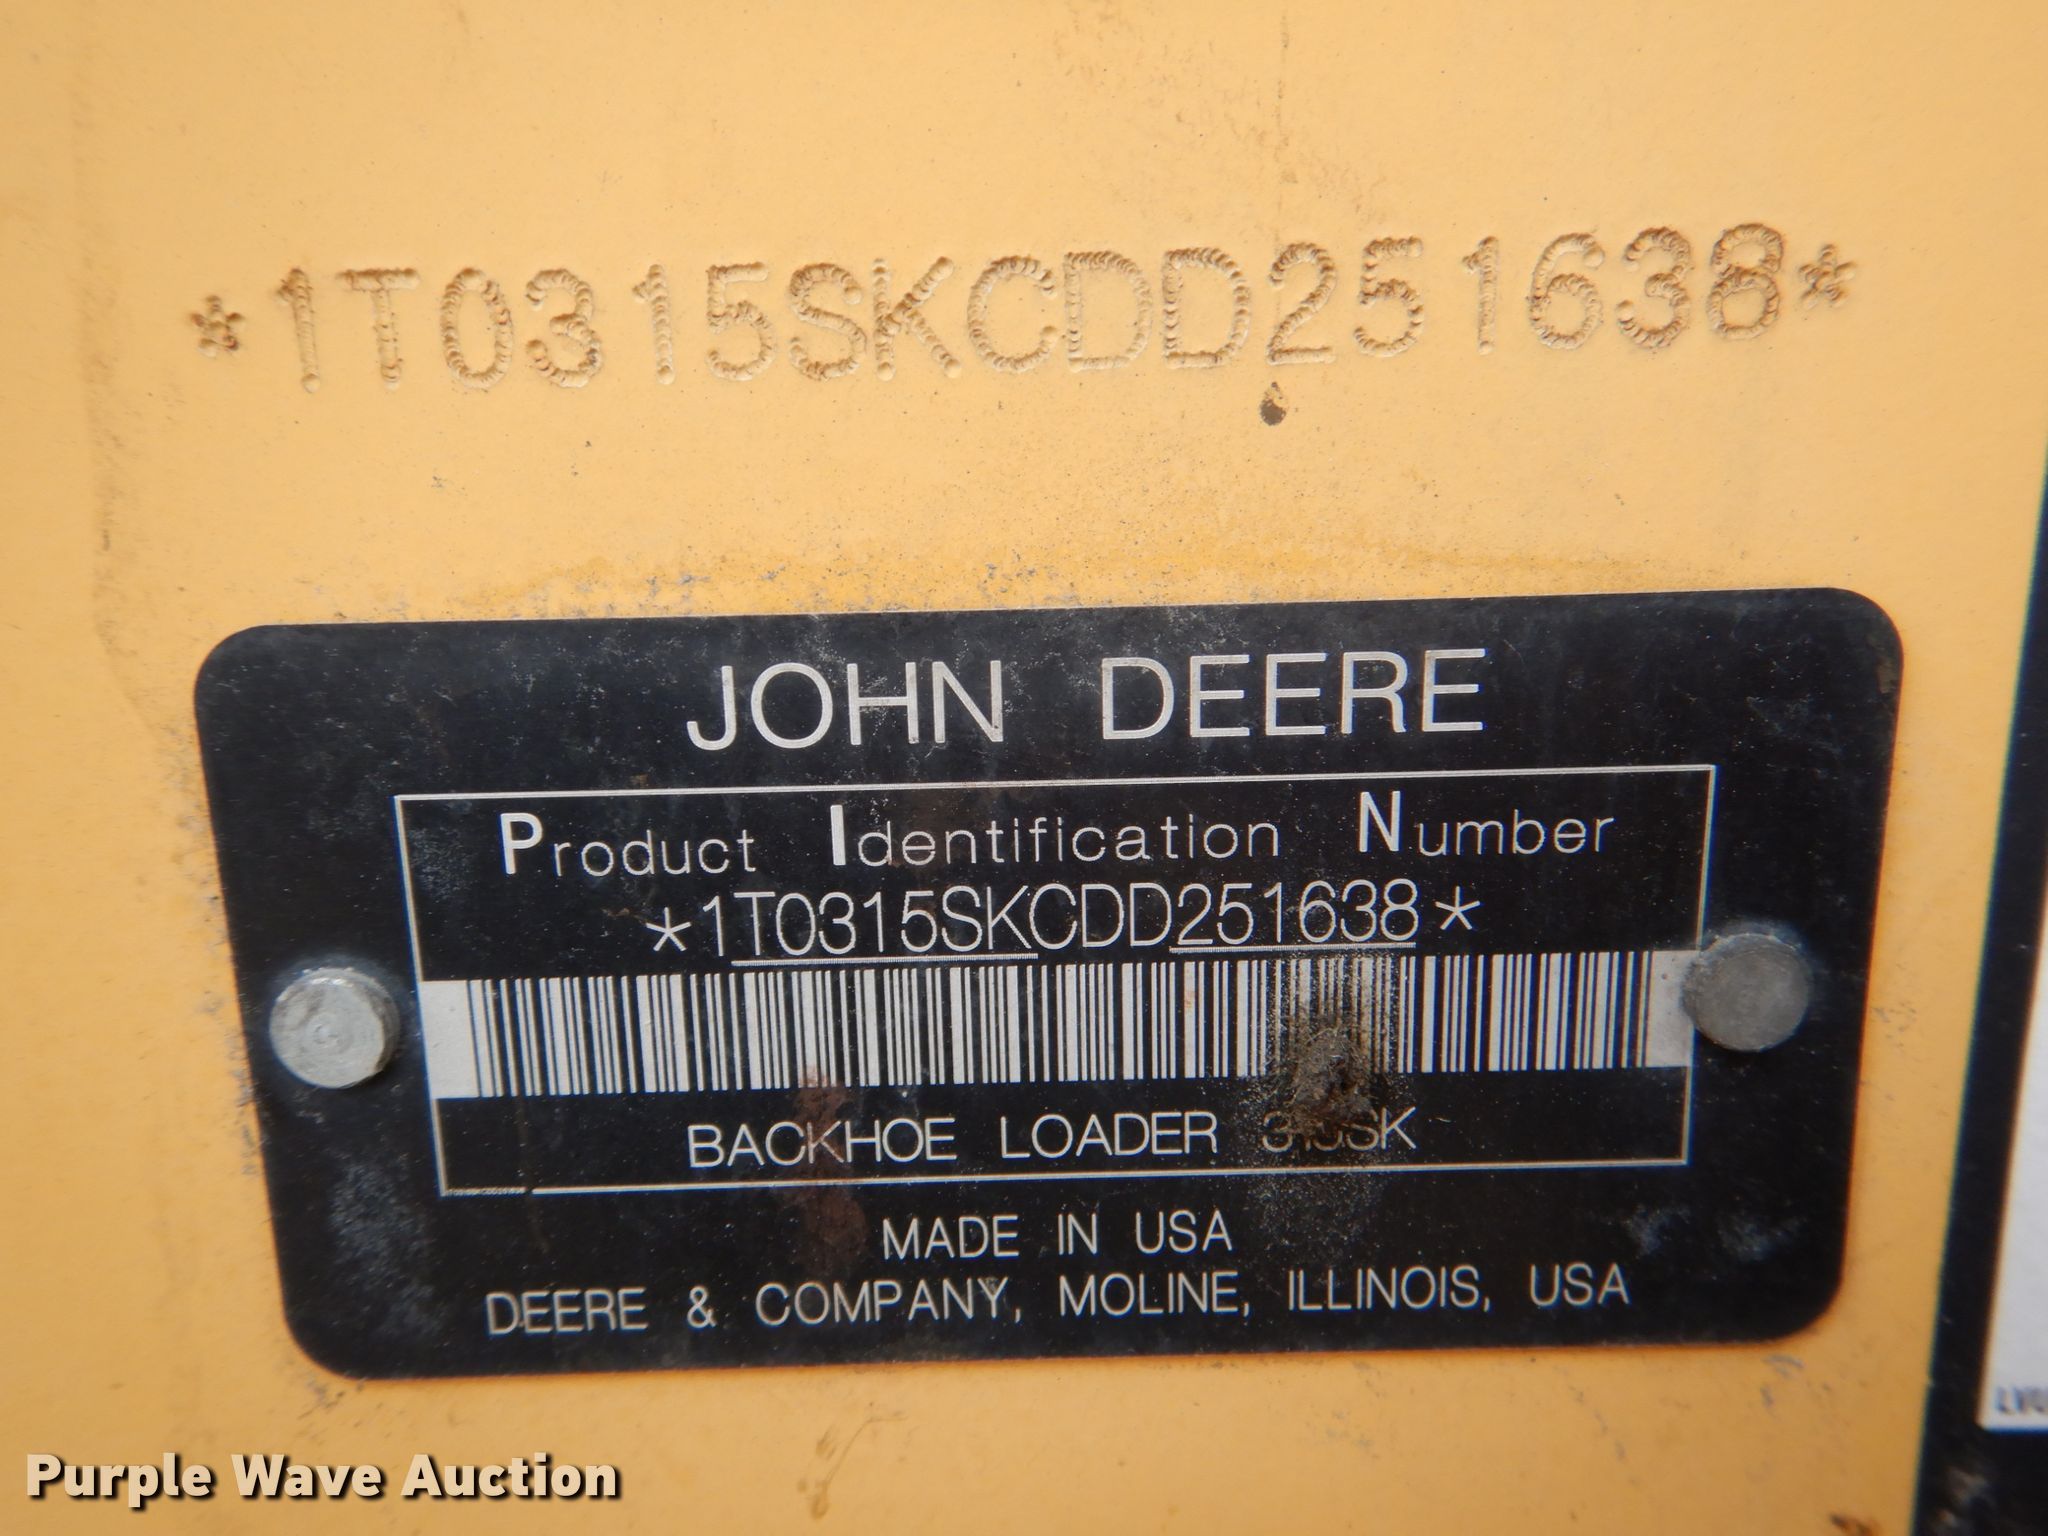 *1T0315SKCDD251638*
JOHN DEERE
Product Identification Number
*1T0315SKCDD251638*
BACKHOE LOADER 315SK
MADE IN USA
DEERE & COMPANY, MOLINE, ILLINOIS, USA
Purple Wave Auction